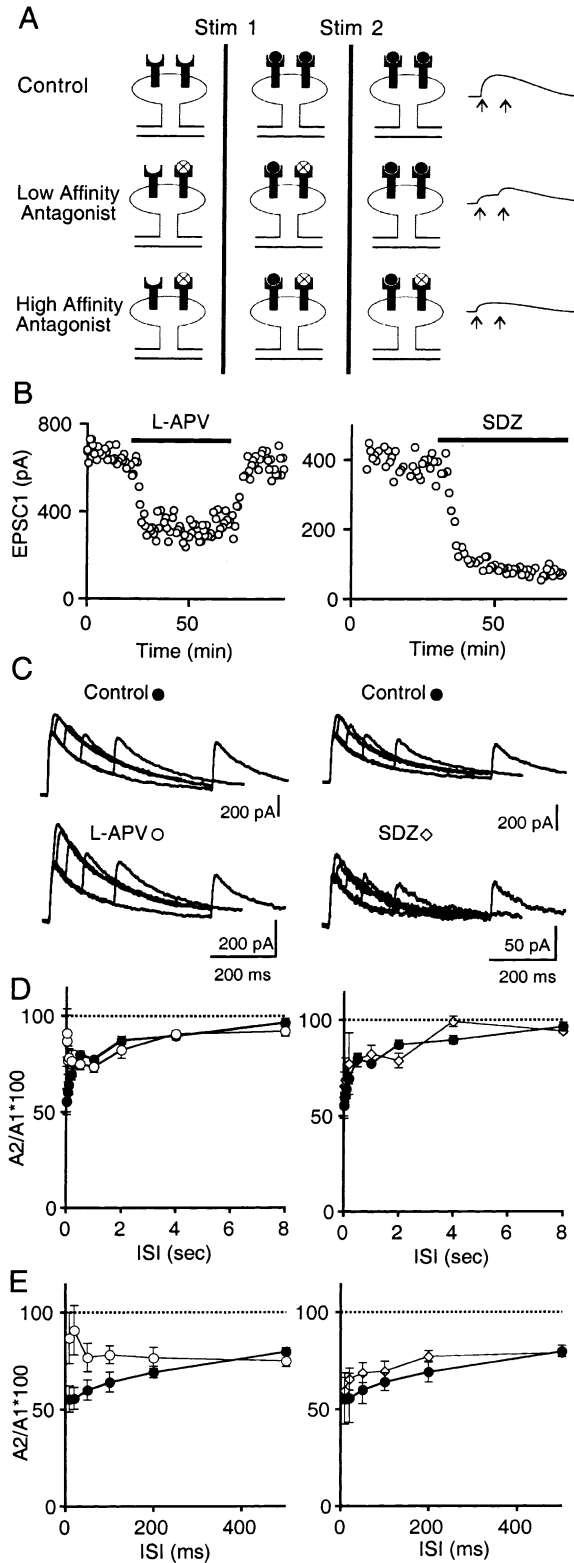 A
Stim 1 Stim 2
Control
Low Affinity
Antagonist
High Affinity
Antagonist
B
L-APV
SDZ
EPSC1 (pA)
800
400
0
0 50
Time (min)
400
200
0
0 50
Time (min)
C
Control
200 pA
Control
200 pA
L-APV
200 pA
200 ms
SDZ
50 pA
200 ms
D
A2/A1*100
100
50
0
0 2 4 6 8
ISI (sec)
100
50
0
0 2 4 6 8
ISI (sec)
E
A2/A1*100
100
50
0
0 200 400
ISI (ms)
100
50
0
0 200 400
ISI (ms)